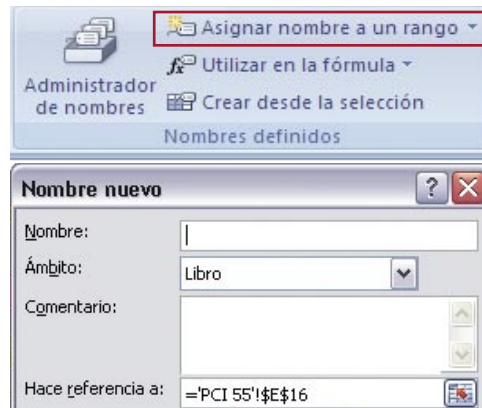 Asignar nombre a un rango
Utilizar en la fórmula
Administrador
de nombres
Crear desde la selección
Nombres definidos
Nombre nuevo
Nombre:
Ámbito:
Libro
Comentario:
Hace referencia a:
='PCI 55'!$E$16